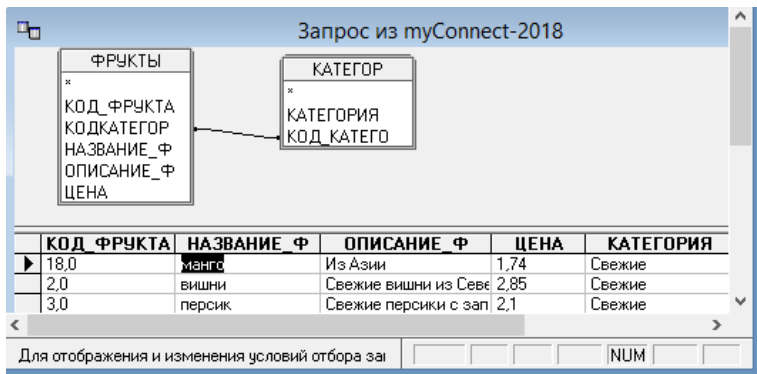 Запрос из myConnect-2018
ФРУКТЫ
*
КОД_ФРУКТА
КОДКАТЕГОР
НАЗВАНИЕ_Ф
ОПИСАНИЕ_Ф
ЦЕНА
КАТЕГОР
*
КАТЕГОРИЯ
КОД_КАТЕГО
КОД_ФРУКТА НАЗВАНИЕ_Ф ОПИСАНИЕ_Ф ЦЕНА КАТЕГОРИЯ
18,0 манго Из Азии 1,74 Свежие
2,0 вишни Свежие вишни из Севе 2,85 Свежие
3,0 персик Свежие персики с зап 2,1 Свежие
Для отображения и изменения условий отбора заг NUM